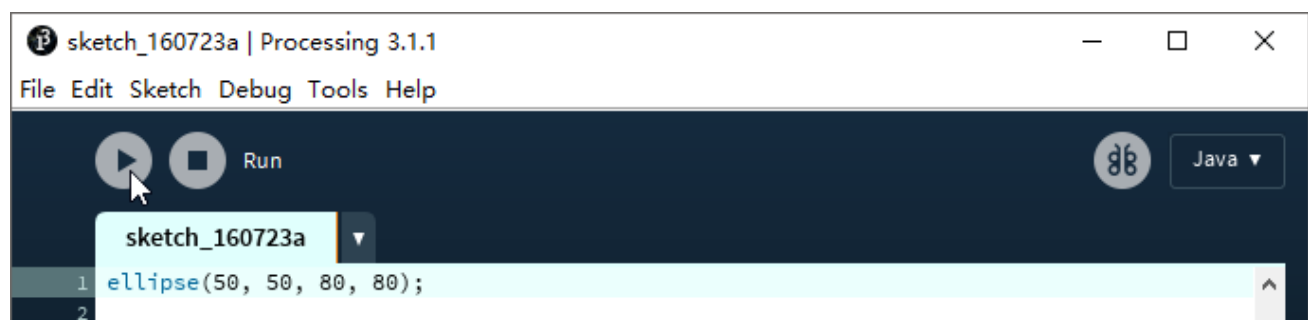 sketch_160723a | Processing 3.1.1
File Edit Sketch Debug Tools Help
Run
Java ▼
sketch_160723a ▼
1 ellipse(50, 50, 80, 80);
2